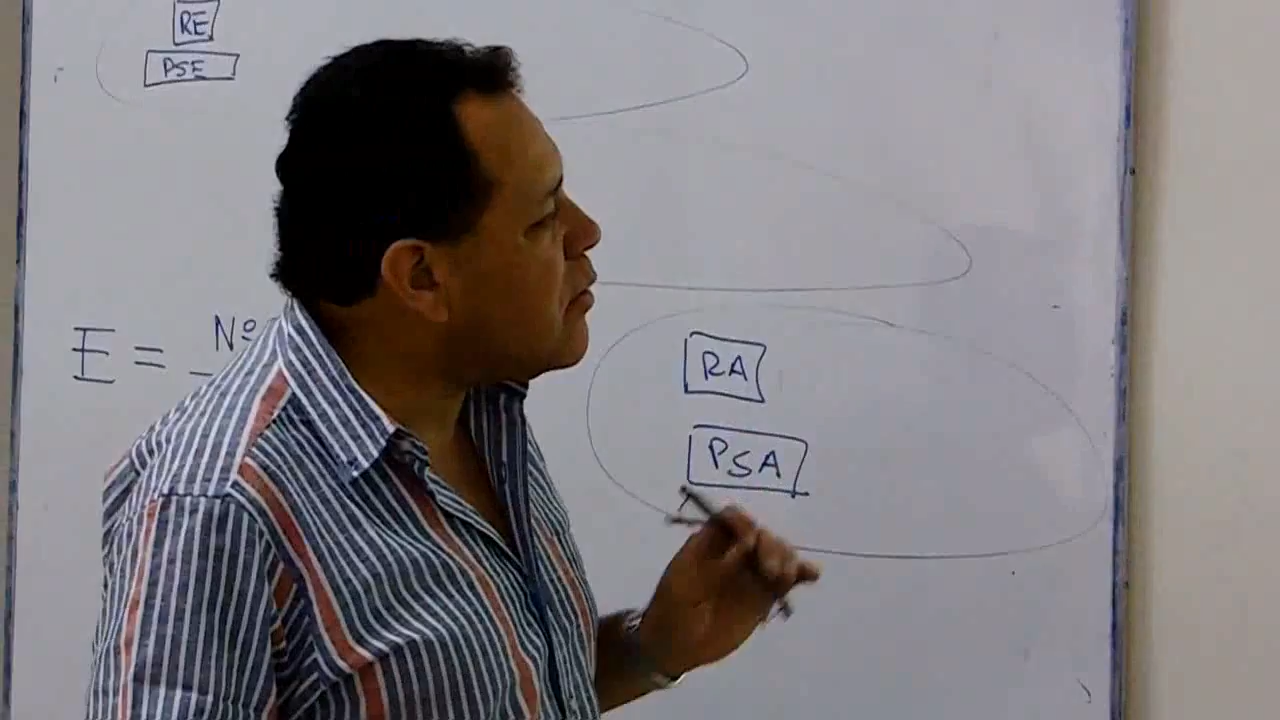 RE
PSE
E = Nº
RA
PSA